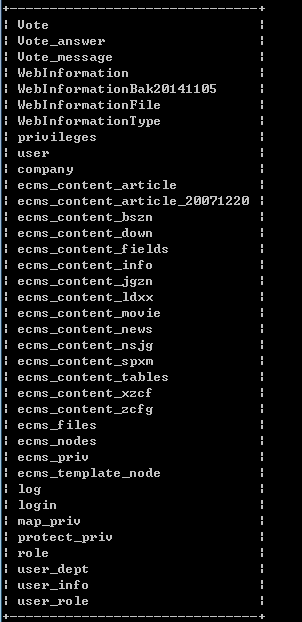 Vote
Vote_answer
Vote_message
WebInformation
WebInformationBak20141105
WebInformationFile
WebInformationType
privileges
user
company
ecms_content_article
ecms_content_article_20071220
ecms_content_bszn
ecms_content_down
ecms_content_fields
ecms_content_info
ecms_content_jgzn
ecms_content_ldxx
ecms_content_movie
ecms_content_news
ecms_content_nsjg
ecms_content_spxm
ecms_content_tables
ecms_content_xzcf
ecms_content_zcfg
ecms_files
ecms_nodes
ecms_priv
ecms_template_node
log
login
map_priv
protect_priv
role
user_dept
user_info
user_role